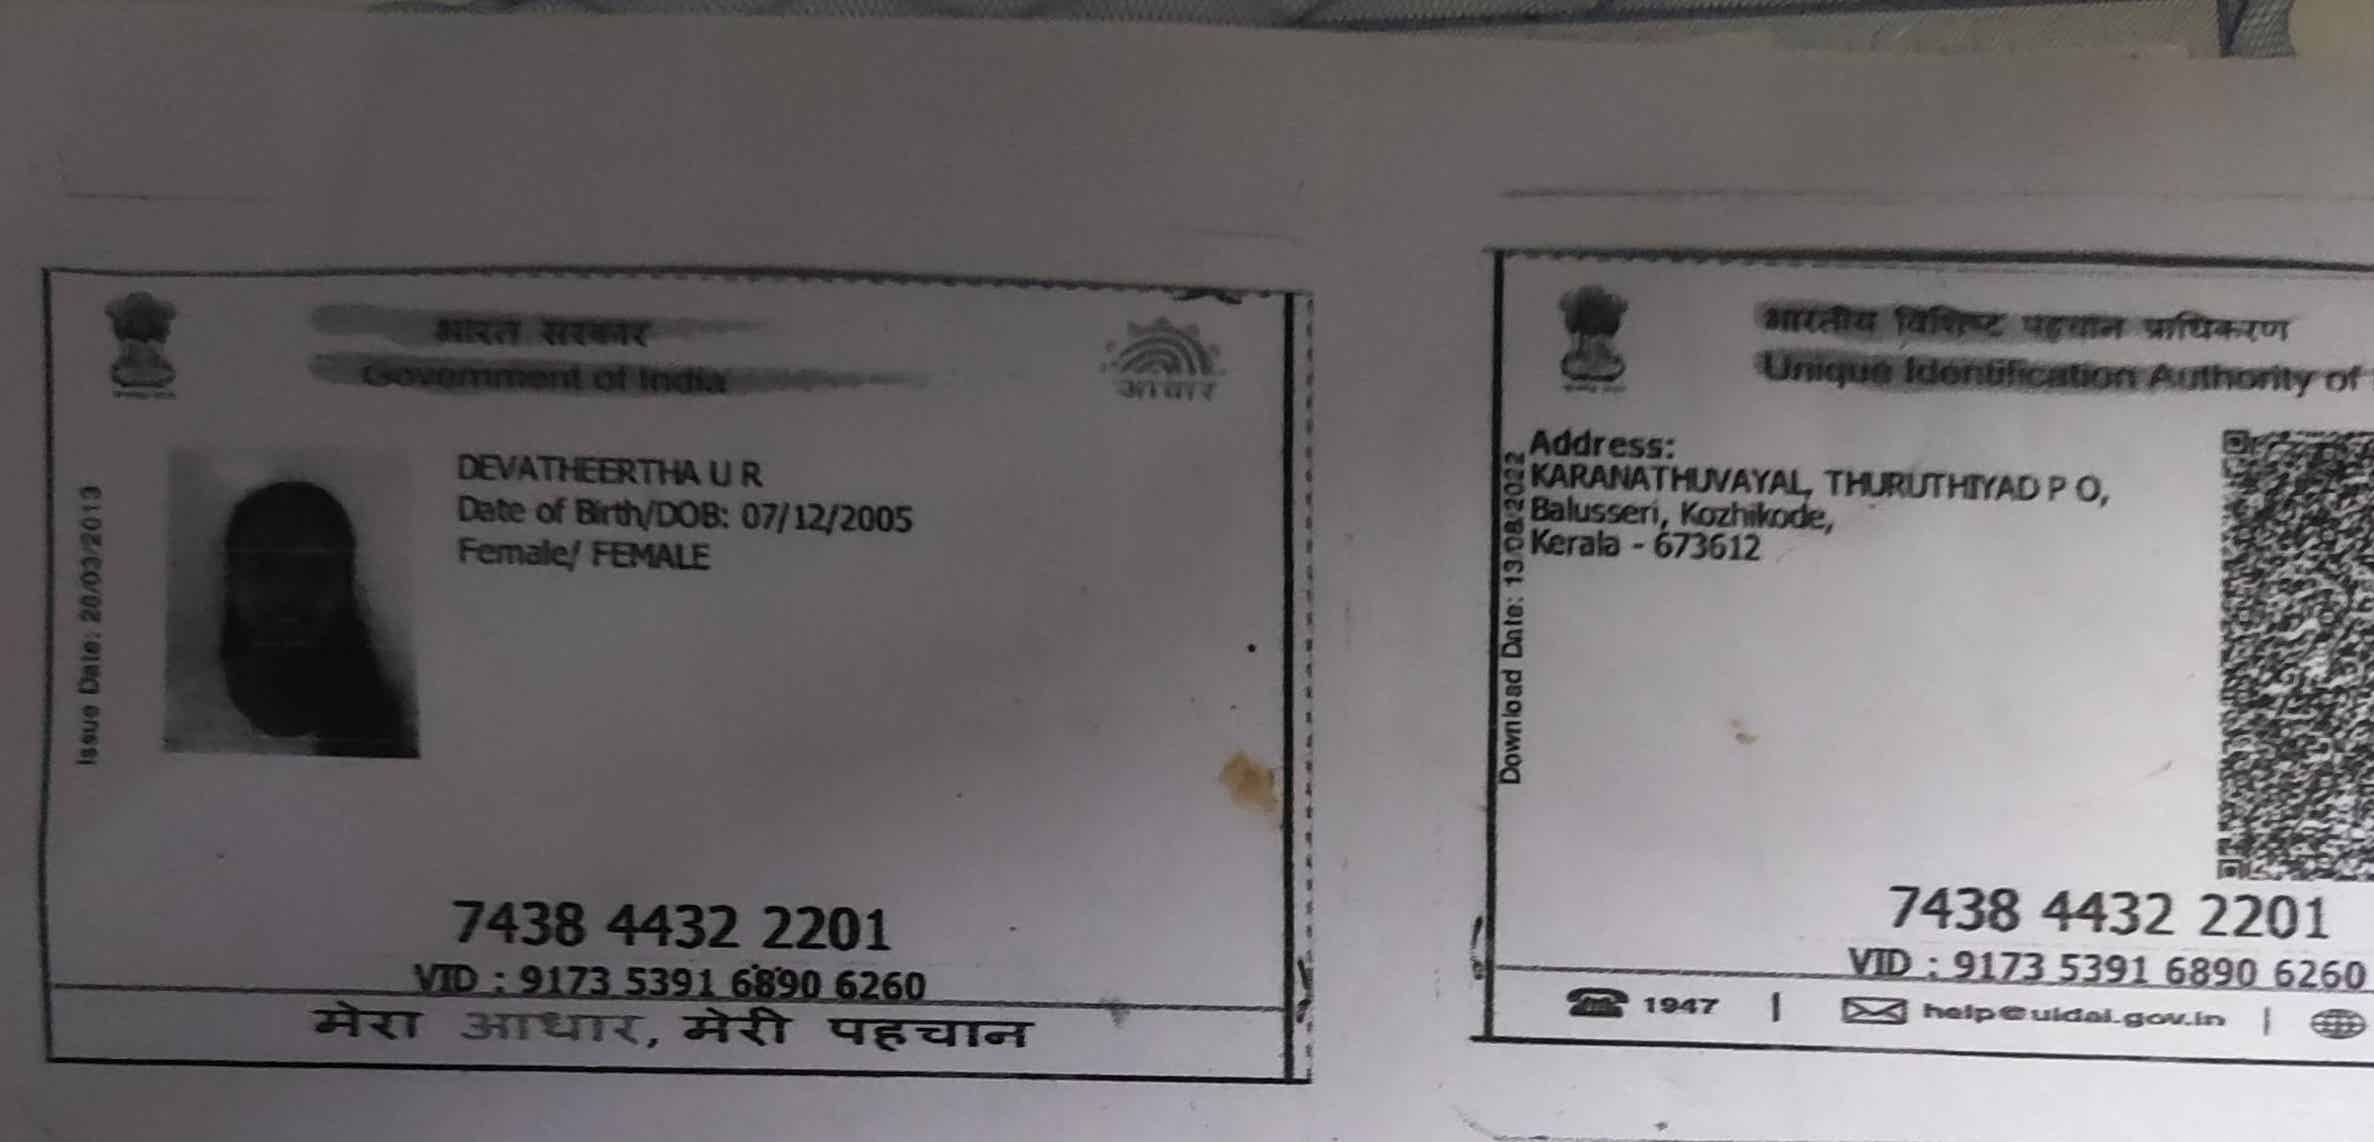 भारत सरकार
Government of India
आधार
Issue Date: 20/03/2013
DEVATHEERTHA U R
Date of Birth/DOB: 07/12/2005
Female/ FEMALE
7438 4432 2201
VID : 9173 5391 6890 6260
मेरा आधार, मेरी पहचान
भारतीय विशिष्ट पहचान प्राधिकरण
Unique Identification Authority of
Download Date: 13/08/2022
Address:
KARANATHUVAYAL, THURUTHIYAD P O,
Balusseri, Kozhikode,
Kerala - 673612
7438 4432 2201
VID : 9173 5391 6890 6260
1947 | help@uidai.gov.in |